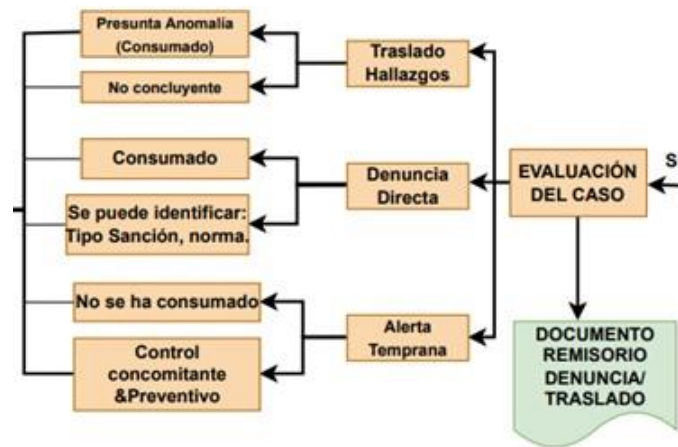 Presunta Anomalía
(Consumado)
No concluyente
Traslado
Hallazgos
Consumado
Se puede identificar:
Tipo Sanción, norma.
Denuncia
Directa
EVALUACIÓN
DEL CASO
S
No se ha consumado
Control
concomitante
&Preventivo
Alerta
Temprana
DOCUMENTO
REMISORIO
DENUNCIA/
TRASLADO